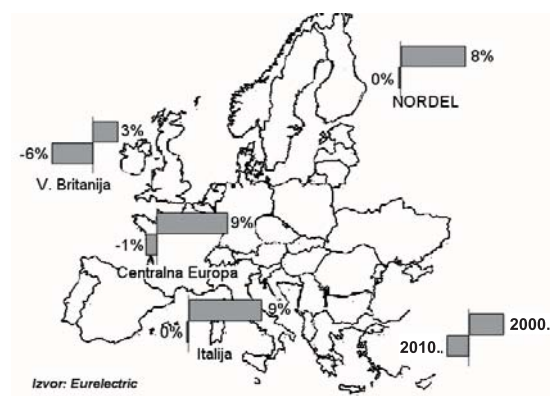 8%
0%
NORDEL
3%
-6%
V. Britanija
9%
-1%
Centralna Europa
9%
0%
Italija
2000.
2010..
Izvor: Eurelectric